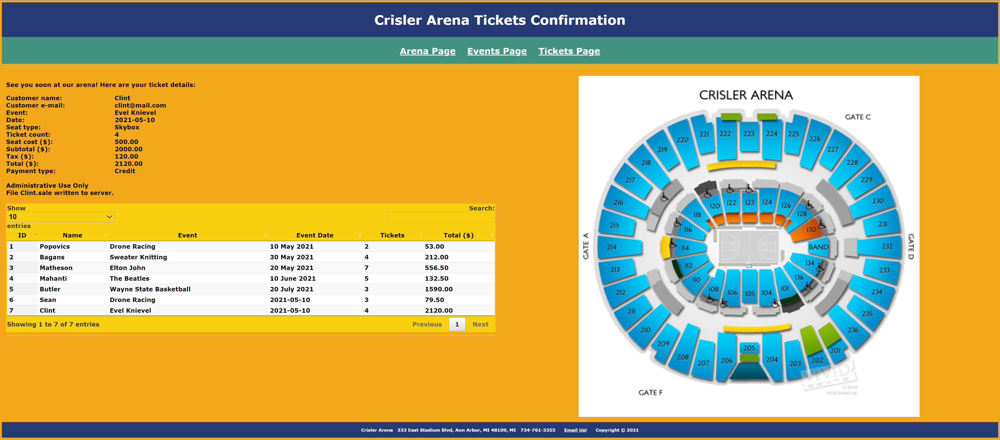 Crisler Arena Tickets Confirmation
Arena Page Events Page Tickets Page
See you soon at our arena! Here are your ticket details:
Customer name: Clint
Customer e-mail: clint@mail.com
Event: Evel Knievel
Date: 2021-05-10
Seat type: Skybox
Ticket count: 4
Seat cost ($): 500.00
Subtotal ($): 2000.00
Tax ($): 120.00
Total ($): 2120.00
Payment type: Credit
Administrative Use Only
File Clint.sale written to server.
Show
10
entries
Search:
ID Name Event Event Date Tickets Total ($)
1 Popovics Drone Racing 10 May 2021 2 53.00
2 Bagans Sweater Knitting 30 May 2021 4 212.00
3 Matheson Elton John 20 May 2021 7 556.50
4 Mahanti The Beatles 10 June 2021 5 132.50
5 Butler Wayne State Basketball 20 July 2021 3 1590.00
6 Sean Drone Racing 2021-05-10 3 79.50
7 Clint Evel Knievel 2021-05-10 4 2120.00
Showing 1 to 7 of 7 entries
Previous 1 Next
CRISLER ARENA
GATE C
221 222 223 224 225
220 226
219 227
218 228
217 229
216 230
120 122 123 124 126
118 128
215 231
116 130
GATE A
214 114 BAND 232
GATE D
213 112 134 233
110 136
212 108 106 105 104 101 234
211 235
210 236
209 205 201
208 207 206 204 203 202
VIVID
SEATS
© 2010
Vivid Seats Ltd.
GATE F
Crisler Arena 333 East Stadium Blvd, Ann Arbor, MI 48109, MI 734-761-3355 Email Us! Copyright © 2021